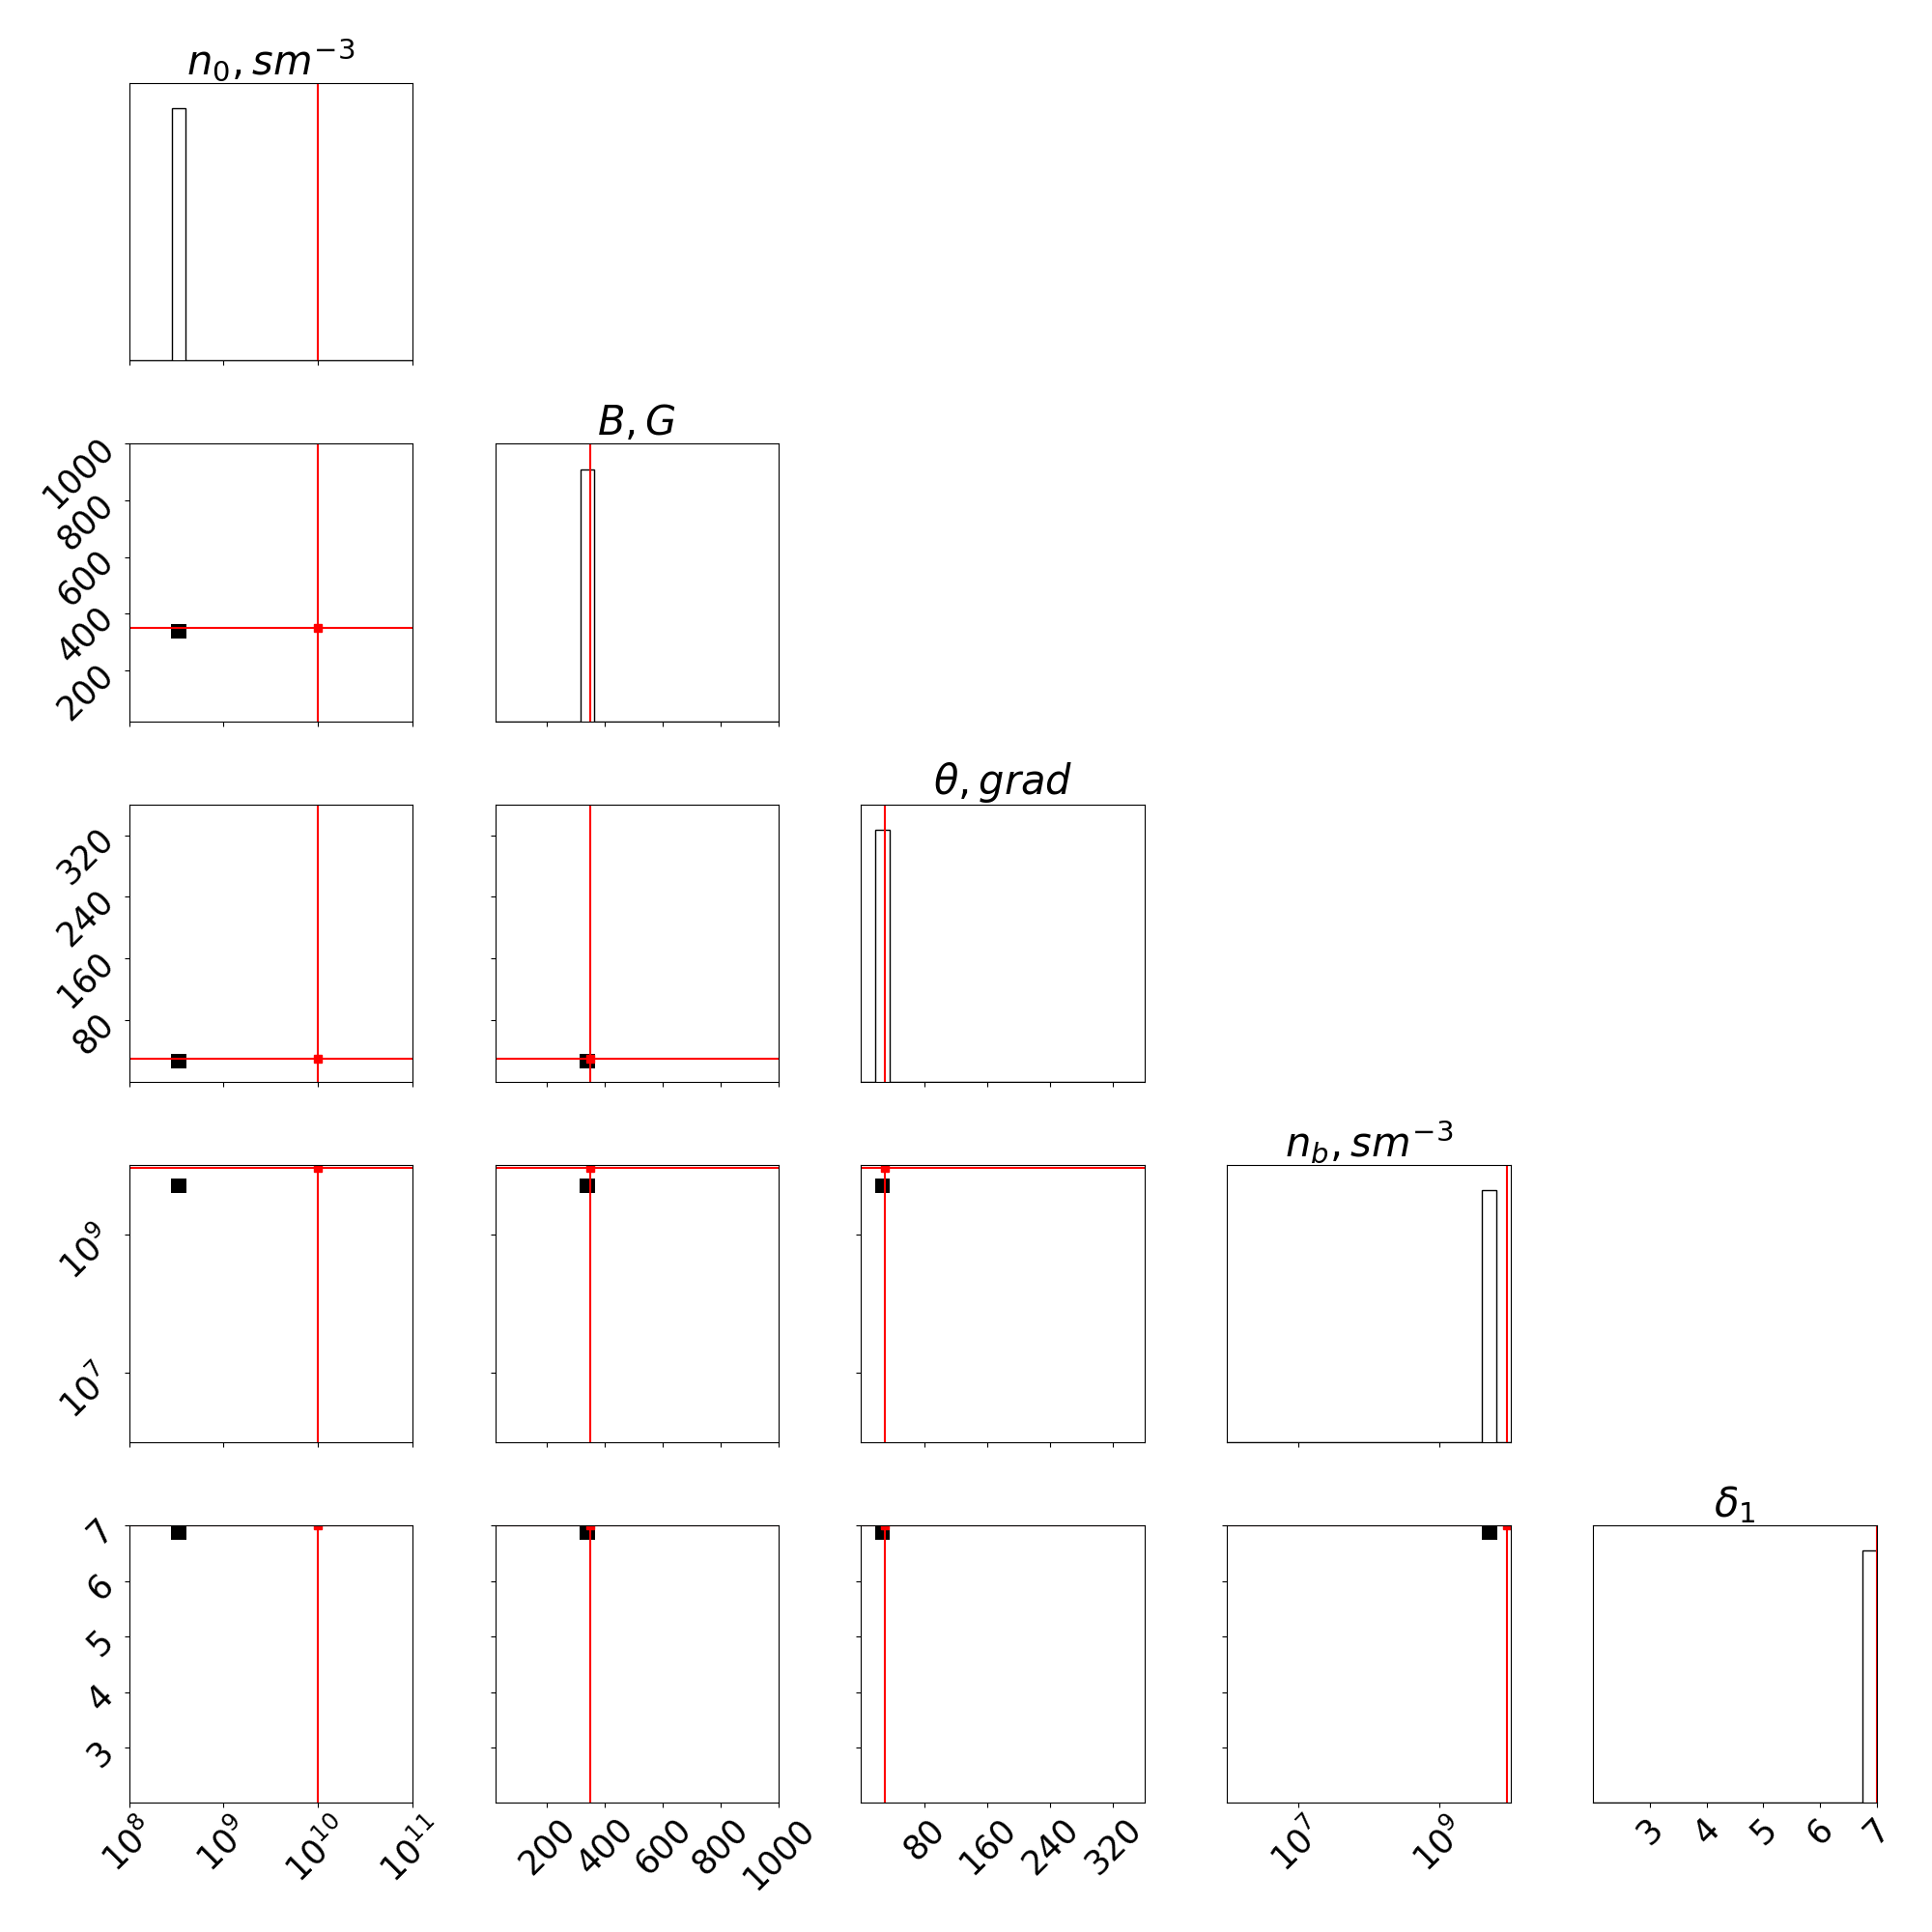 n₀, sm⁻³
B, G
1000
800
600
400
200
θ, grad
320
240
160
80
n_b, sm⁻³
10⁹
10⁷
δ₁
7
6
5
4
3
10⁸ 10⁹ 10¹⁰ 10¹¹
200 400 600 800 1000
80 160 240 320
10⁷ 10⁹
3 4 5 6 7